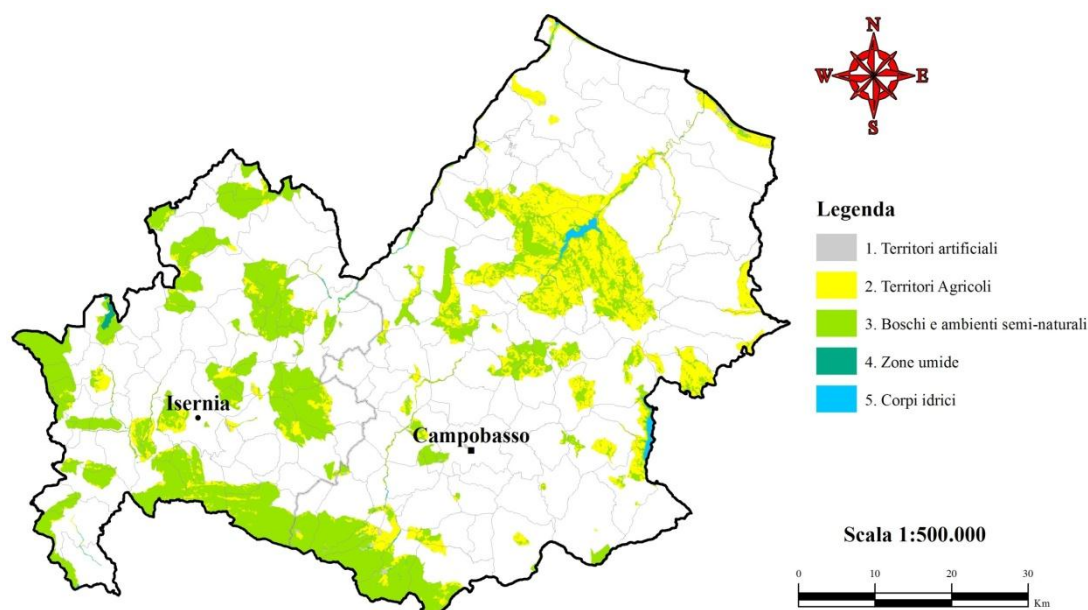 N
W E
S
Legenda
1. Territori artificiali
2. Territori Agricoli
3. Boschi e ambienti semi-naturali
4. Zone umide
5. Corpi idrici
Isernia
Campobasso
Scala 1:500.000
0 10 20 30
Km